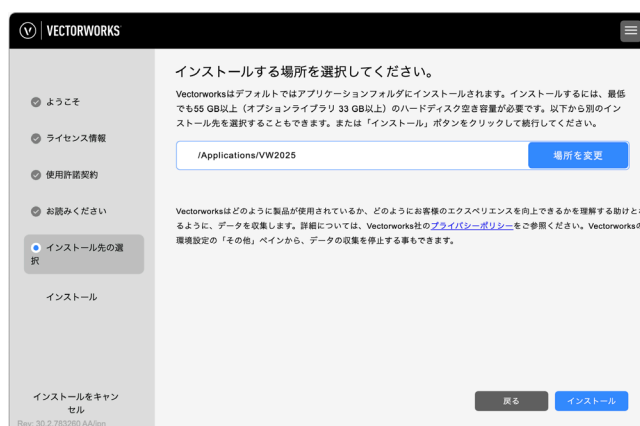 VECTORWORKS
インストールする場所を選択してください。
Vectorworksはデフォルトではアプリケーションフォルダにインストールされます。インストールするには、最低
でも55 GB以上（オプションライブラリ 33 GB以上）のハードディスク空き容量が必要です。以下から別のイン
ストール先を選択することもできます。または「インストール」ボタンをクリックして続行してください。
/Applications/VW2025
場所を変更
Vectorworksはどのように製品が使用されているか、どのようにお客様のエクスペリエンスを向上できるかを理解する助けとな
るように、データを収集します。詳細については、Vectorworks社のプライバシーポリシーをご参照ください。Vectorworksの
環境設定の「その他」ペインから、データの収集を停止する事もできます。
ようこそ
ライセンス情報
使用許諾契約
お読みください
インストール先の選
択
インストール
インストールをキャン
セル
Rev: 30.2.783260 AA/jpn
戻る
インストール